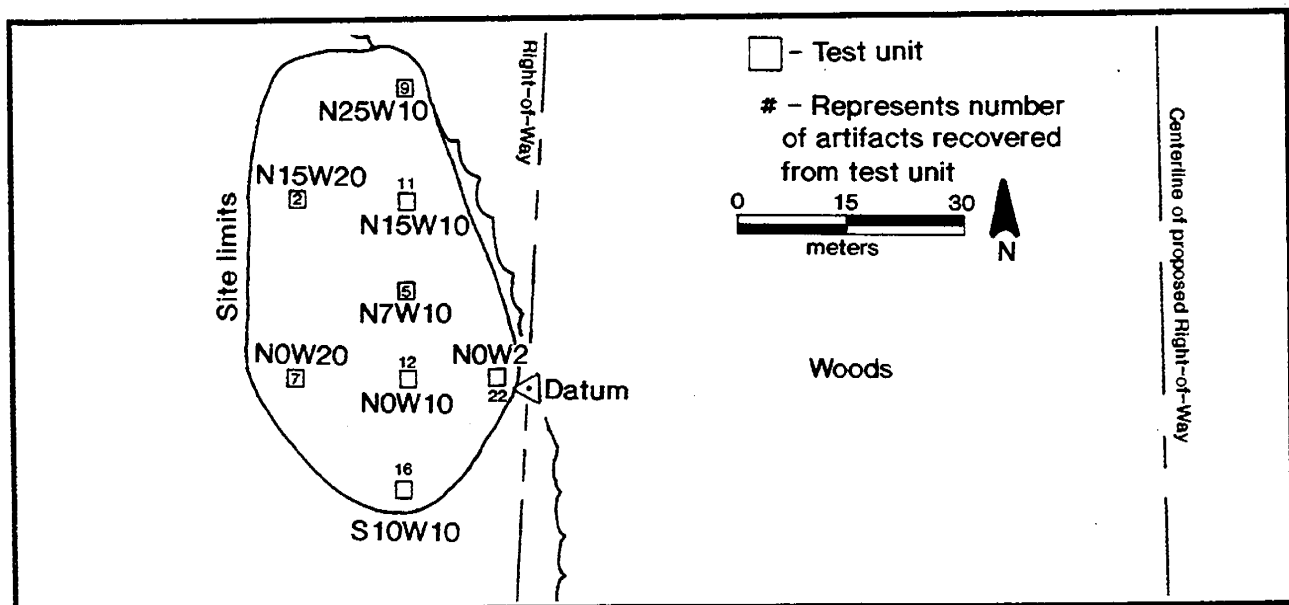 9
N25W10
N15W20
2
11
N15W10
5
N7W10
N0W20
7
12
N0W10
N0W2
22
16
S10W10
Site limits
Right-of-Way
Datum
Woods
- Test unit
# - Represents number
of artifacts recovered
from test unit
0 15 30
meters
N
Centerline of proposed Right-of-Way